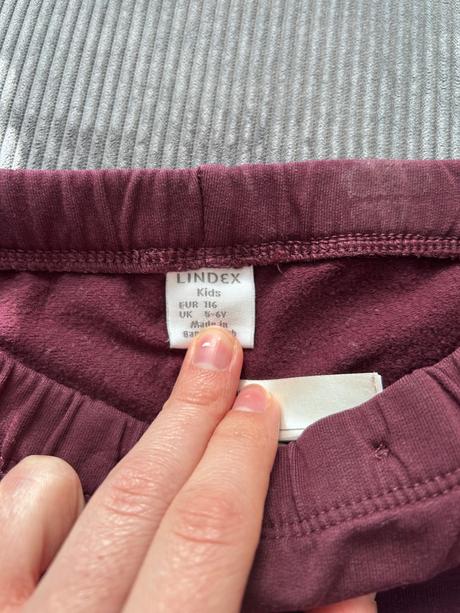 LINDEX
Kids
EUR 116
UK 5-6Y
Made in